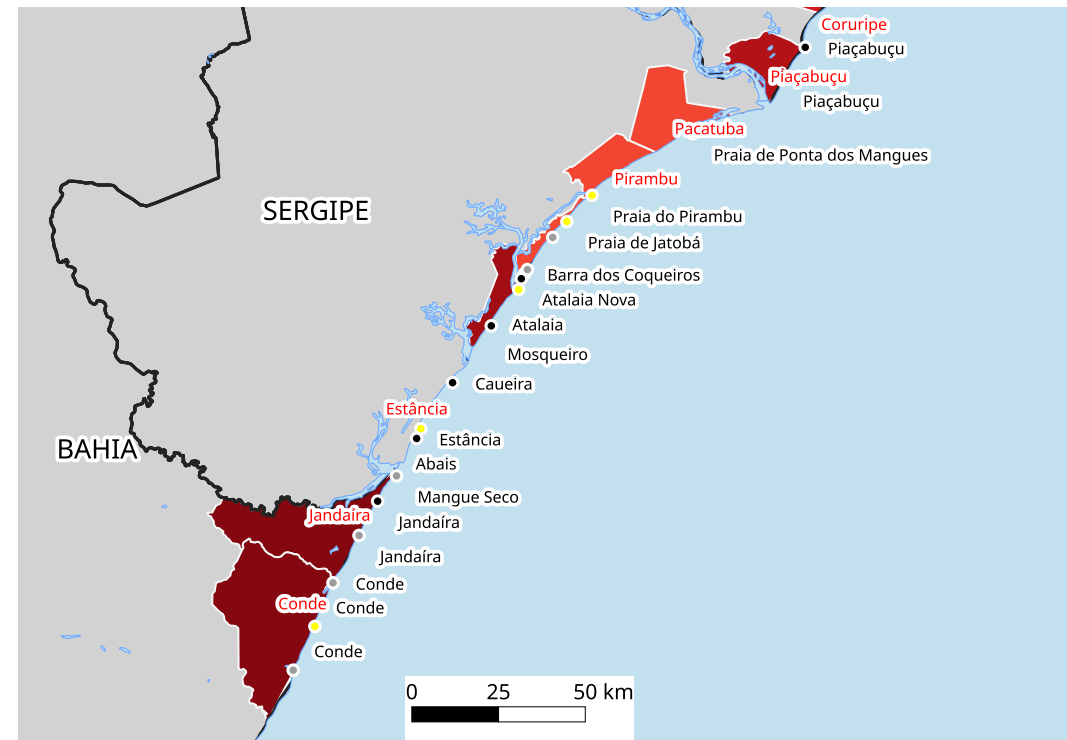 Coruripe
Piaçabuçu
Piaçabuçu
Piaçabuçu
Pacatuba
Praia de Ponta dos Mangues
Pirambu
SERGIPE
Praia do Pirambu
Praia de Jatobá
Barra dos Coqueiros
Atalaia Nova
Atalaia
Mosqueiro
Caueira
Estância
Estância
BAHIA
Abais
Mangue Seco
Jandaíra
Jandaíra
Jandaíra
Conde
Conde
Conde
Conde
0 25 50 km